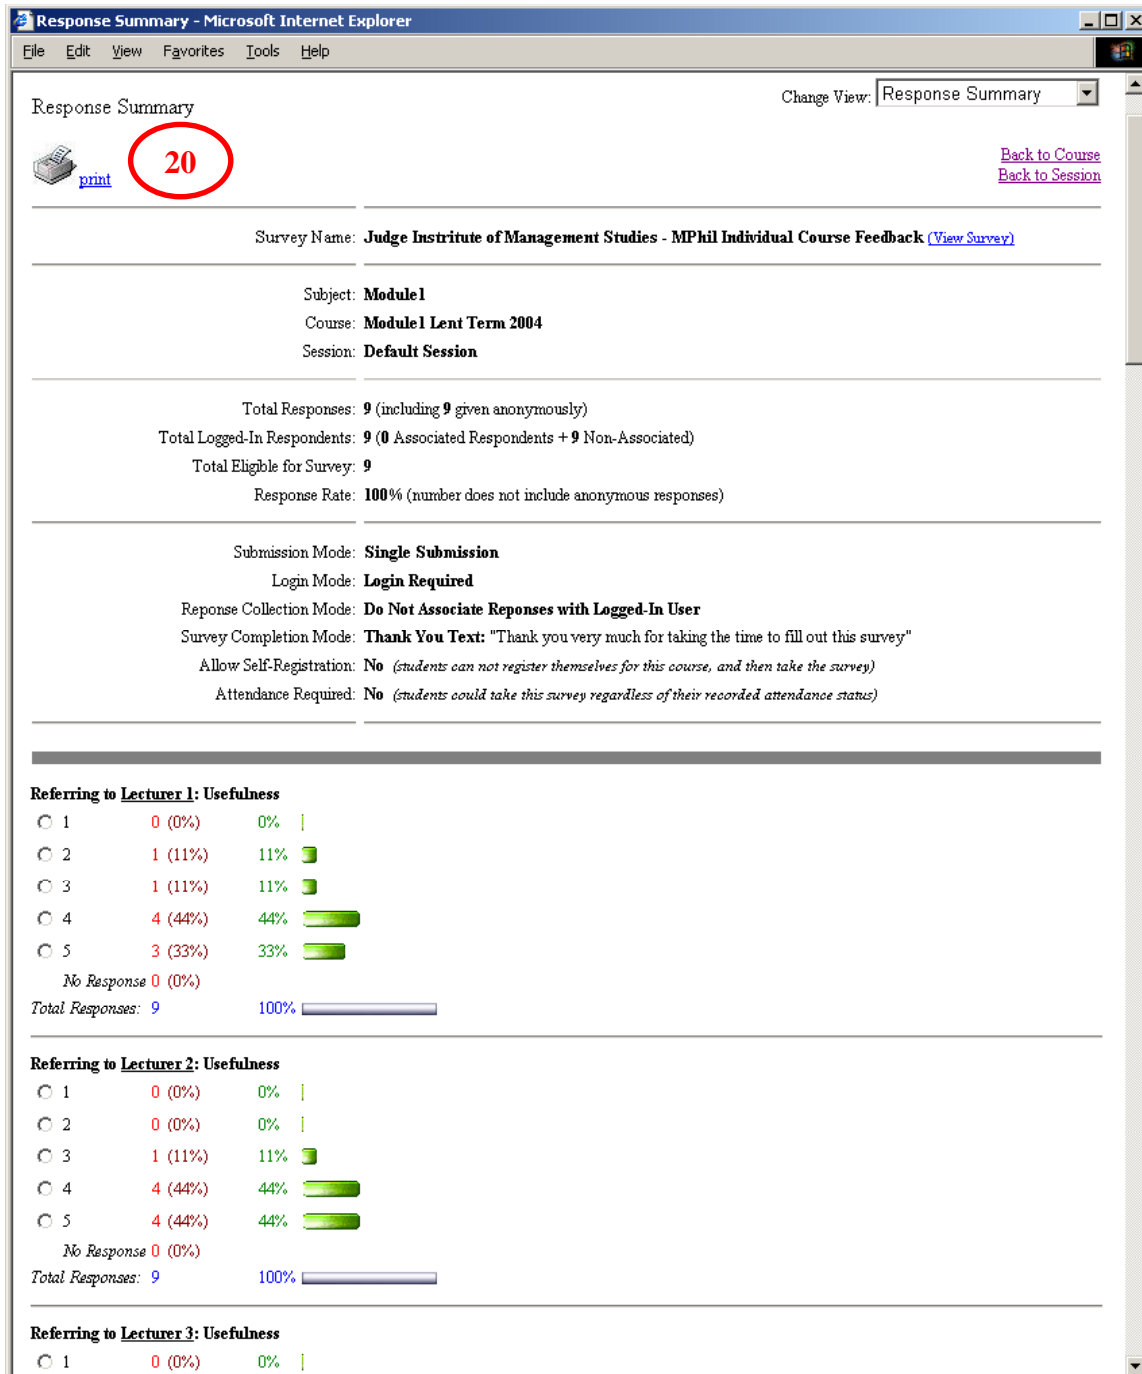 Response Summary - Microsoft Internet Explorer
File Edit View Favorites Tools Help
Change View: Response Summary
Response Summary
print
20
Back to Course
Back to Session
Survey Name: Judge Instritute of Management Studies - MPhil Individual Course Feedback (View Survey)
Subject: Module1
Course: Module1 Lent Term 2004
Session: Default Session
Total Responses: 9 (including 9 given anonymously)
Total Logged-In Respondents: 9 (0 Associated Respondents + 9 Non-Associated)
Total Eligible for Survey: 9
Response Rate: 100% (number does not include anonymous responses)
Submission Mode: Single Submission
Login Mode: Login Required
Reponse Collection Mode: Do Not Associate Reponses with Logged-In User
Survey Completion Mode: Thank You Text: "Thank you very much for taking the time to fill out this survey"
Allow Self-Registration: No (students can not register themselves for this course, and then take the survey)
Attendance Required: No (students could take this survey regardless of their recorded attendance status)
Referring to Lecturer 1: Usefulness
1 0 (0%) 0%
2 1 (11%) 11%
3 1 (11%) 11%
4 4 (44%) 44%
5 3 (33%) 33%
No Response 0 (0%)
Total Responses: 9 100%
Referring to Lecturer 2: Usefulness
1 0 (0%) 0%
2 0 (0%) 0%
3 1 (11%) 11%
4 4 (44%) 44%
5 4 (44%) 44%
No Response 0 (0%)
Total Responses: 9 100%
Referring to Lecturer 3: Usefulness
1 0 (0%) 0%